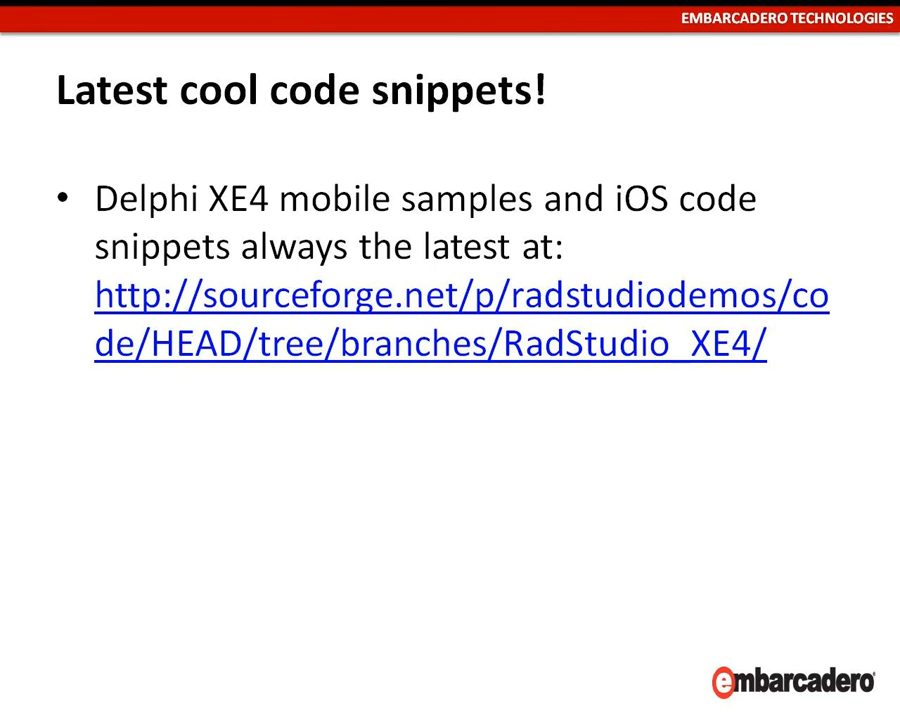 EMBARCADERO TECHNOLOGIES
Latest cool code snippets!
• Delphi XE4 mobile samples and iOS code
snippets always the latest at:
http://sourceforge.net/p/radstudiodemos/co
de/HEAD/tree/branches/RadStudio_XE4/
embarcadero